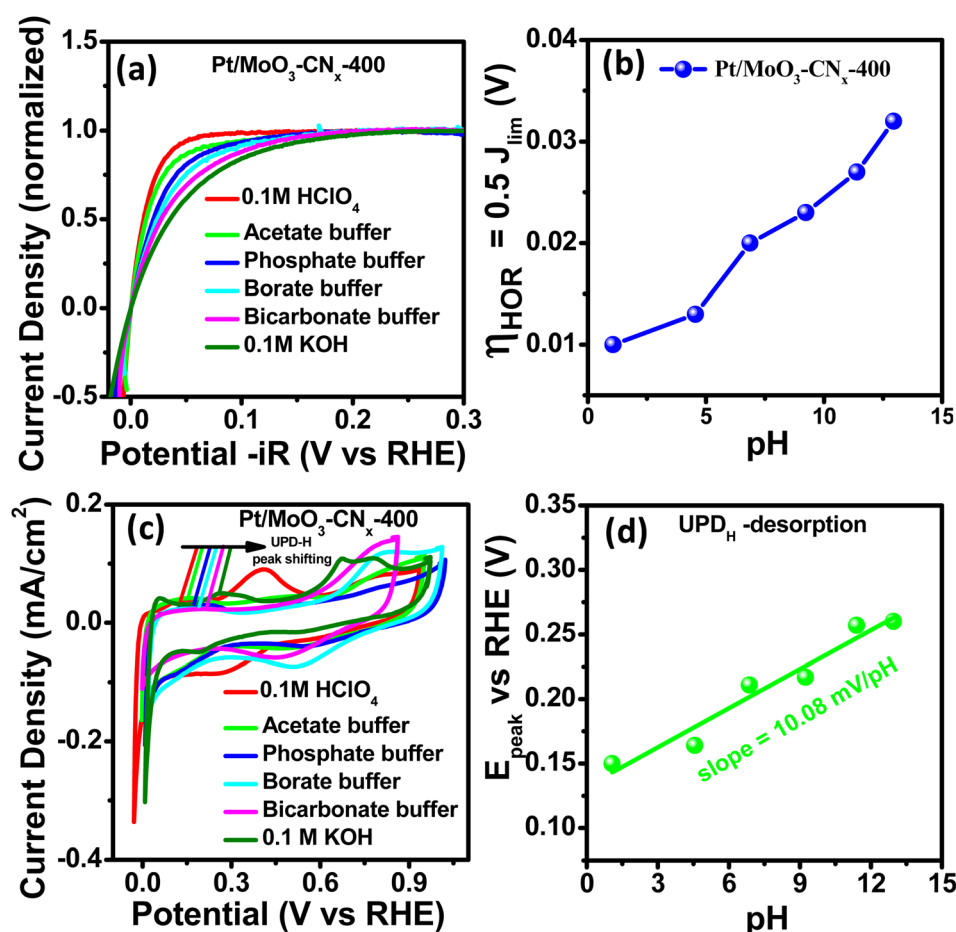 (a)
Pt/MoO₃-CNₓ-400
1.5
1.0
0.5
0.0
-0.5
Current Density (normalized)
0.1M HClO₄
Acetate buffer
Phosphate buffer
Borate buffer
Bicarbonate buffer
0.1M KOH
0.0
0.1
0.2
0.3
Potential -iR (V vs RHE)
(b)
Pt/MoO₃-CNₓ-400
0.04
0.03
0.02
0.01
η_HOR = 0.5 J_lim (V)
0
5
10
15
pH
(c)
Pt/MoO₃-CNₓ-400
UPD-H
peak shifting
0.2
0.0
-0.2
-0.4
Current Density (mA/cm²)
0.1M HClO₄
Acetate buffer
Phosphate buffer
Borate buffer
Bicarbonate buffer
0.1 M KOH
0.0
0.3
0.6
0.9
Potential (V vs RHE)
(d)
UPD_H -desorption
0.35
0.30
0.25
0.20
0.15
0.10
E_peak vs RHE (V)
slope = 10.08 mV/pH
0
3
6
9
12
15
pH